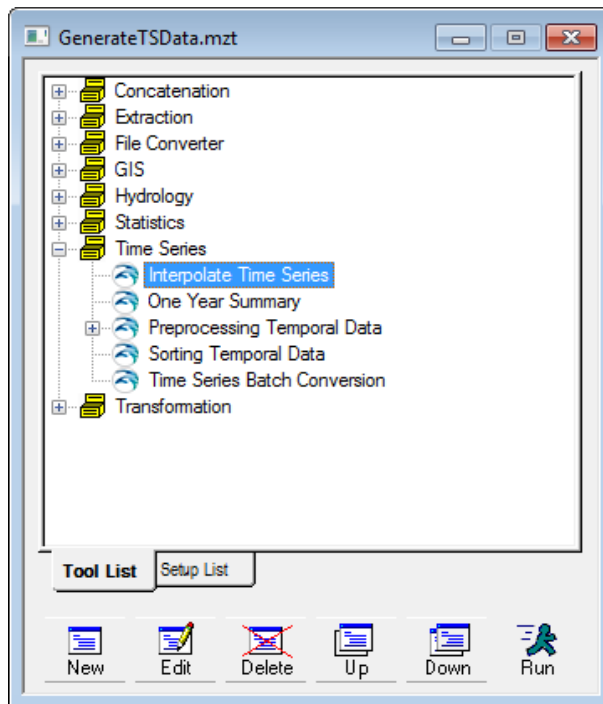 GenerateTSData.mzt
Concatenation
Extraction
File Converter
GIS
Hydrology
Statistics
Time Series
Interpolate Time Series
One Year Summary
Preprocessing Temporal Data
Sorting Temporal Data
Time Series Batch Conversion
Transformation
Tool List Setup List
New Edit Delete Up Down Run